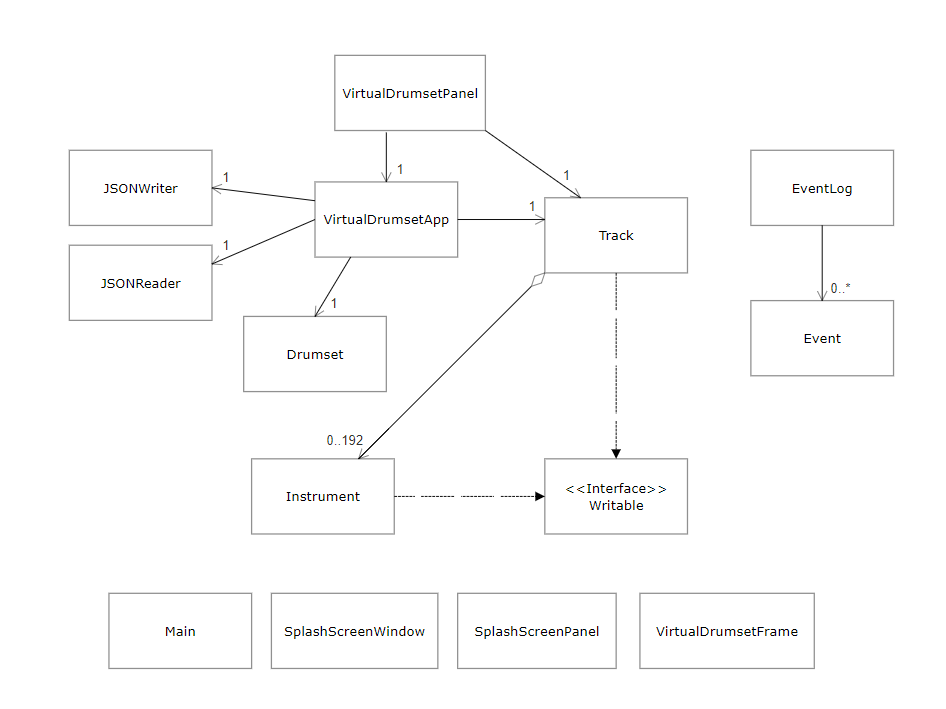 VirtualDrumsetPanel
1
1
JSONWriter
1
VirtualDrumsetApp
1
Track
EventLog
JSONReader
1
1
Drumset
0..*
Event
0..192
Instrument
<<Interface>>
Writable
Main
SplashScreenWindow
SplashScreenPanel
VirtualDrumsetFrame